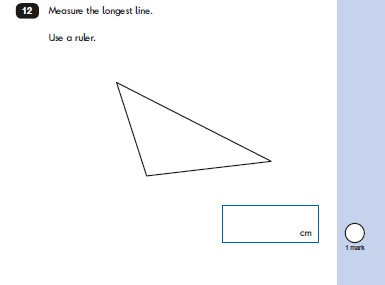 12 Measure the longest line.
Use a ruler.
cm
1 mark